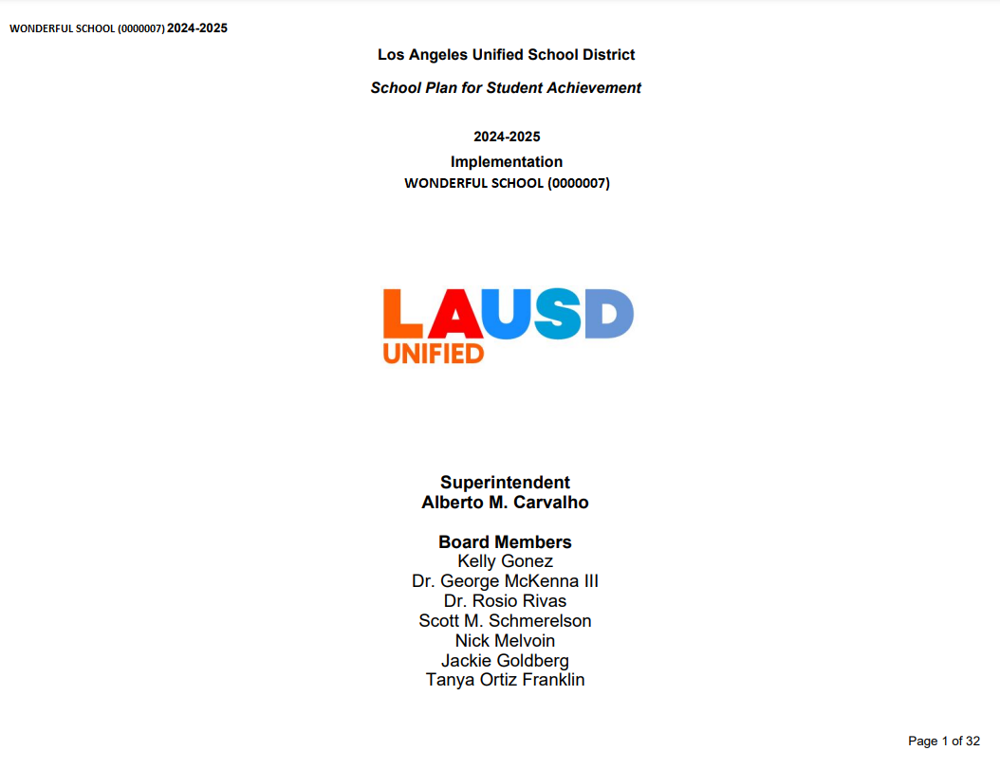 WONDERFUL SCHOOL (0000007) 2024-2025
Los Angeles Unified School District
School Plan for Student Achievement
2024-2025
Implementation
WONDERFUL SCHOOL (0000007)
LAUSD
UNIFIED
Superintendent
Alberto M. Carvalho
Board Members
Kelly Gonez
Dr. George McKenna III
Dr. Rosio Rivas
Scott M. Schmerelson
Nick Melvoin
Jackie Goldberg
Tanya Ortiz Franklin
Page 1 of 32